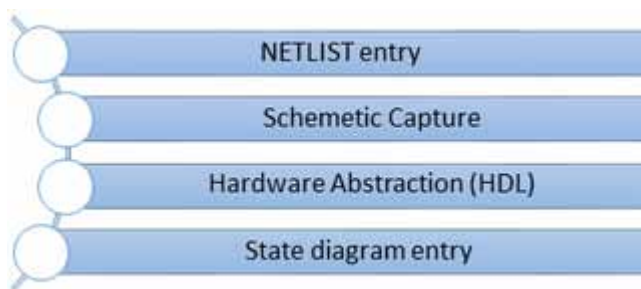 NETLIST entry
Schemetic Capture
Hardware Abstraction (HDL)
State diagram entry